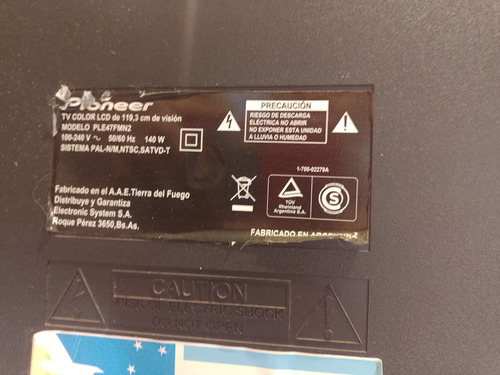 Pioneer
TV COLOR LCD de 119,3 cm de visión
MODELO PLE47FMN2
100-240 V ~ 50/60 Hz 140 W
SISTEMA PAL-N/M,NTSC,SATVD-T
PRECAUCIÓN
RIESGO DE DESCARGA
ELÉCTRICA NO ABRIR
NO EXPONER ESTA UNIDAD
A LLUVIA O HUMEDAD
1-790-02279A
Fabricado en el A.A.E.Tierra del Fuego
Distribuye y Garantiza
Electronic System S.A.
Roque Pérez 3650,Bs.As.
TÜV
Rheinland
Argentina S.A.
S
FABRICADO EN ARGENTINA
CAUTION
RISK OF ELECTRIC SHOCK
DO NOT OPEN